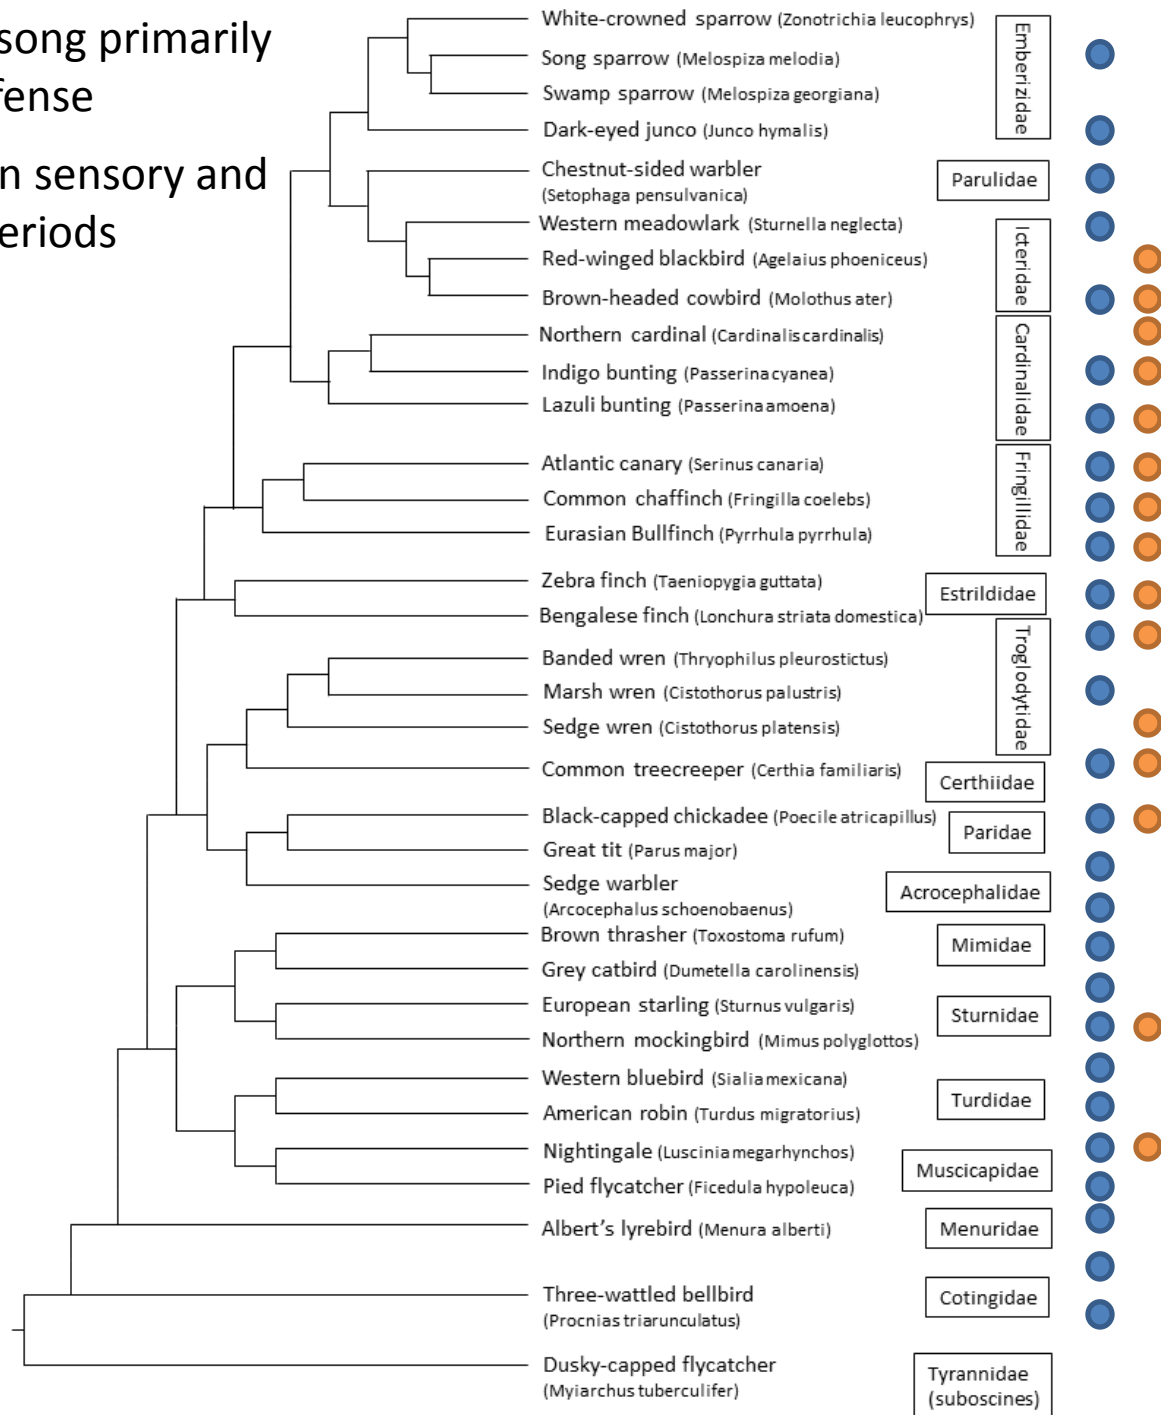 song primarily
fense
n sensory and
eriods
White-crowned sparrow (Zonotrichia leucophrys)
Song sparrow (Melospiza melodia)
Swamp sparrow (Melospiza georgiana)
Dark-eyed junco (Junco hymalis)
Emberizidae
Chestnut-sided warbler
(Setophaga pensulvanica)
Parulidae
Western meadowlark (Sturnella neglecta)
Red-winged blackbird (Agelaius phoeniceus)
Brown-headed cowbird (Molothus ater)
Icteridae
Northern cardinal (Cardinalis cardinalis)
Indigo bunting (Passerina cyanea)
Lazuli bunting (Passerina amoena)
Cardinalidae
Atlantic canary (Serinus canaria)
Common chaffinch (Fringilla coelebs)
Eurasian Bullfinch (Pyrrhula pyrrhula)
Fringillidae
Zebra finch (Taeniopygia guttata)
Bengalese finch (Lonchura striata domestica)
Estrildidae
Banded wren (Thryophilus pleurostictus)
Marsh wren (Cistothorus palustris)
Sedge wren (Cistothorus platensis)
Troglodytidae
Common treecreeper (Certhia familiaris)
Certhiidae
Black-capped chickadee (Poecile atricapillus)
Great tit (Parus major)
Paridae
Sedge warbler
(Arcocephalus schoenobaenus)
Acrocephalidae
Brown thrasher (Toxostoma rufum)
Grey catbird (Dumetella carolinensis)
Mimidae
European starling (Sturnus vulgaris)
Northern mockingbird (Mimus polyglottos)
Sturnidae
Western bluebird (Sialia mexicana)
American robin (Turdus migratorius)
Turdidae
Nightingale (Luscinia megarhynchos)
Pied flycatcher (Ficedula hypoleuca)
Muscicapidae
Albert's lyrebird (Menura alberti)
Menuridae
Three-wattled bellbird
(Procnias triarunculatus)
Cotingidae
Dusky-capped flycatcher
(Myiarchus tuberculifer)
Tyrannidae
(suboscines)